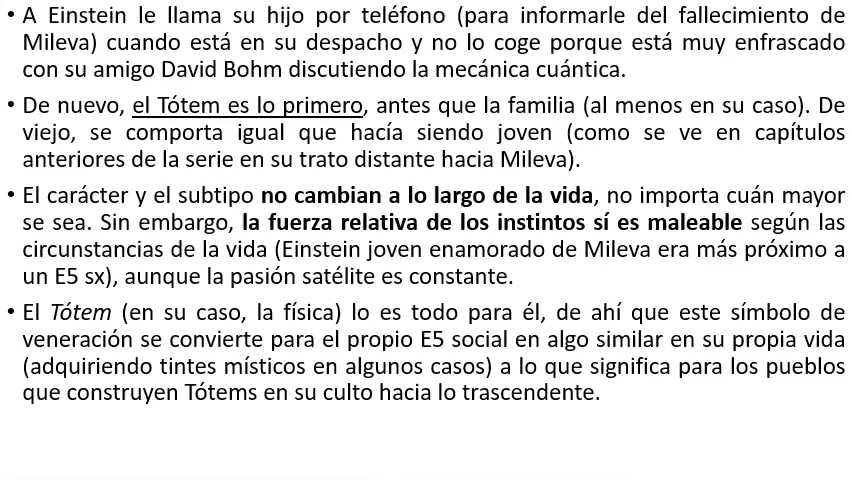 • A Einstein le llama su hijo por teléfono (para informarle del fallecimiento de
Mileva) cuando está en su despacho y no lo coge porque está muy enfrascado
con su amigo David Bohm discutiendo la mecánica cuántica.
• De nuevo, el Tótem es lo primero, antes que la familia (al menos en su caso). De
viejo, se comporta igual que hacía siendo joven (como se ve en capítulos
anteriores de la serie en su trato distante hacia Mileva).
• El carácter y el subtipo no cambian a lo largo de la vida, no importa cuán mayor
se sea. Sin embargo, la fuerza relativa de los instintos sí es maleable según las
circunstancias de la vida (Einstein joven enamorado de Mileva era más próximo a
un E5 sx), aunque la pasión satélite es constante.
• El Tótem (en su caso, la física) lo es todo para él, de ahí que este símbolo de
veneración se convierte para el propio E5 social en algo similar en su propia vida
(adquiriendo tintes místicos en algunos casos) a lo que significa para los pueblos
que construyen Tótems en su culto hacia lo trascendente.